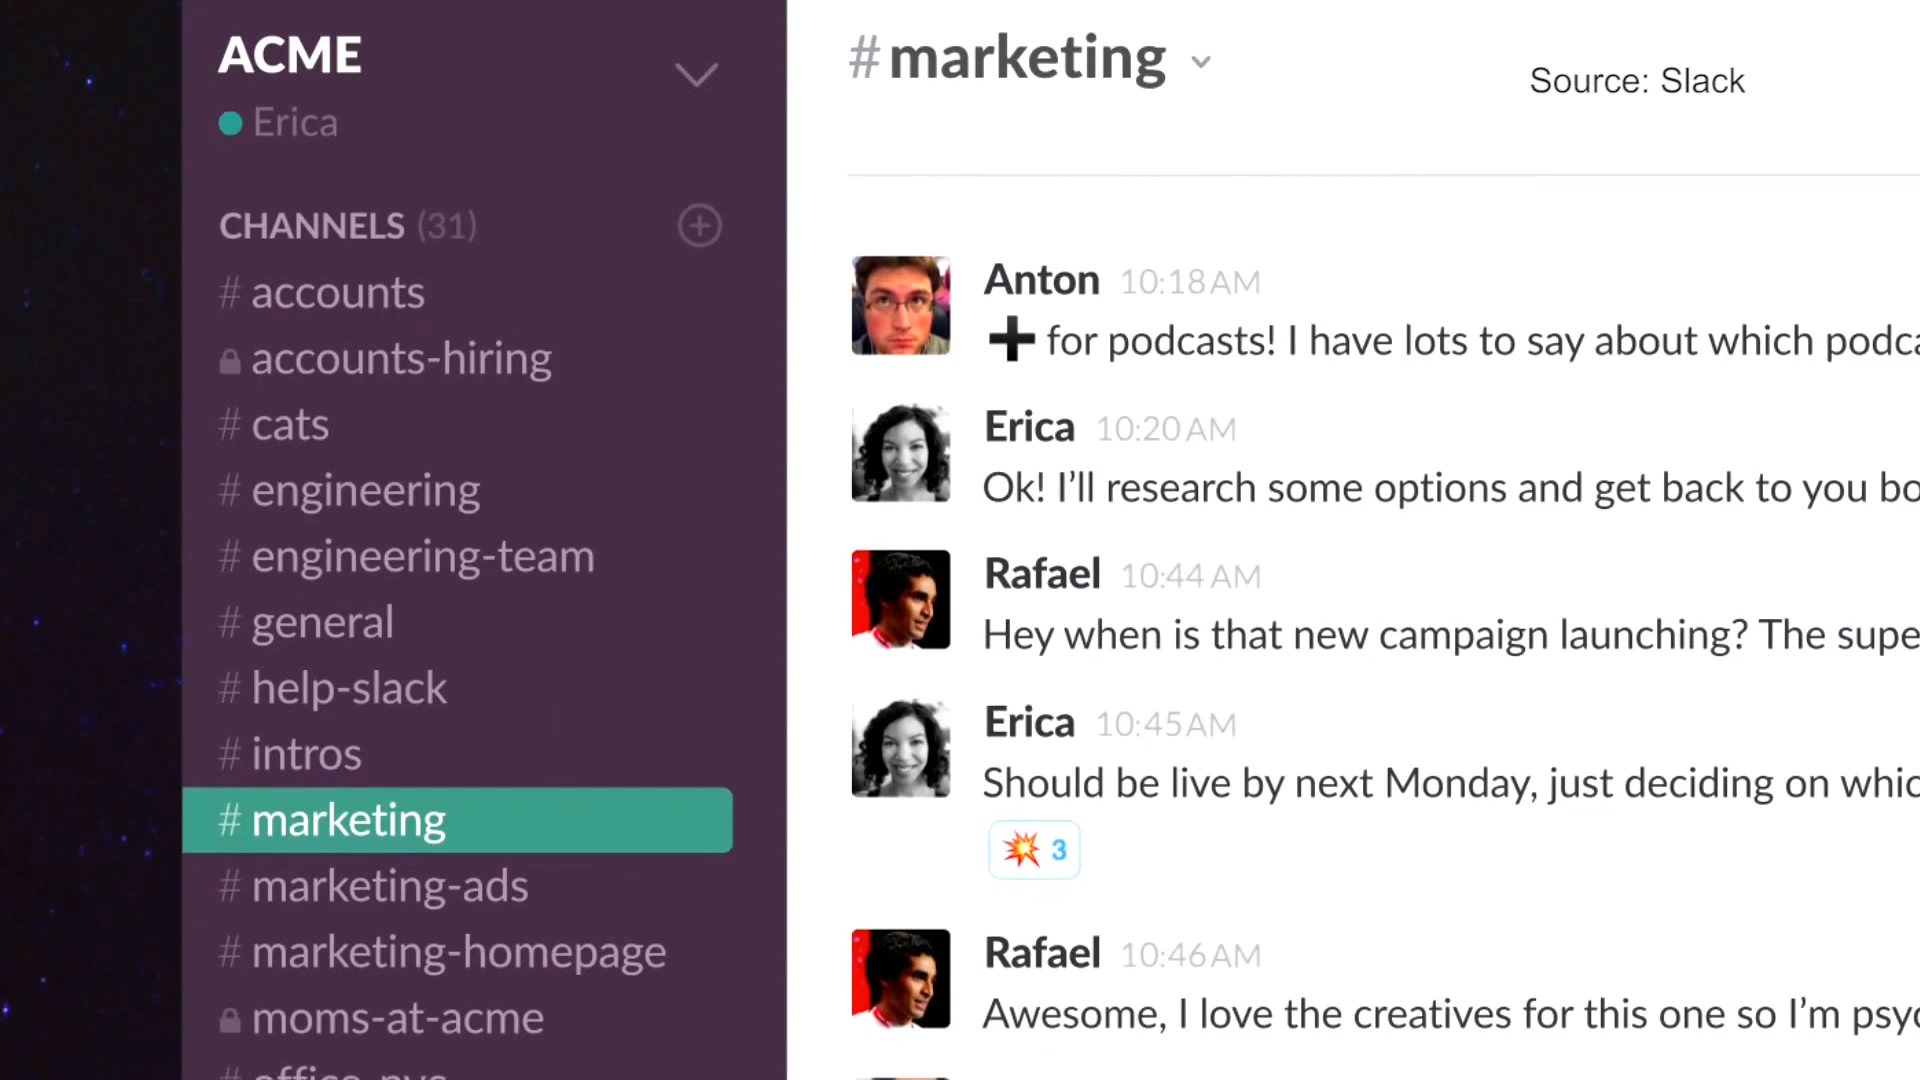 ACME
Erica
CHANNELS (31)
# accounts
accounts-hiring
# cats
# engineering
# engineering-team
# general
# help-slack
# intros
# marketing
# marketing-ads
# marketing-homepage
moms-at-acme
#marketing
Source: Slack
Anton 10:18 AM
➕ for podcasts! I have lots to say about which
Erica 10:20 AM
Ok! I’ll research some options and get back to you
Rafael 10:44 AM
Hey when is that new campaign launching? The
Erica 10:45 AM
Should be live by next Monday, just deciding on
3
Rafael 10:46 AM
Awesome, I love the creatives for this one so I’m